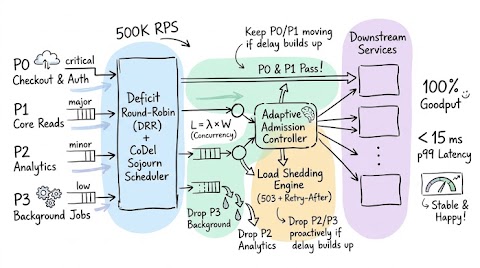 500K RPS
Keep P0/P1 moving
if delay builds up
Downstream
Services
P0
critical
Checkout & Auth
P1
major
Core Reads
P2
minor
Analytics
P3
low
Background Jobs
Deficit
Round-Robin
(DRR)
+
CoDel
Sojourn
Scheduler
P0 & P1 Pass!
L = λ × W
(Concurrency)
Adaptive
Admission
Controller
Load Shedding
Engine
(503 + Retry-After)
Drop P3
Background
Drop P2
Analytics
Drop P2/P3
proactively if
delay builds up
100%
Goodput
<15 ms
p99 Latency
Stable &
Happy!